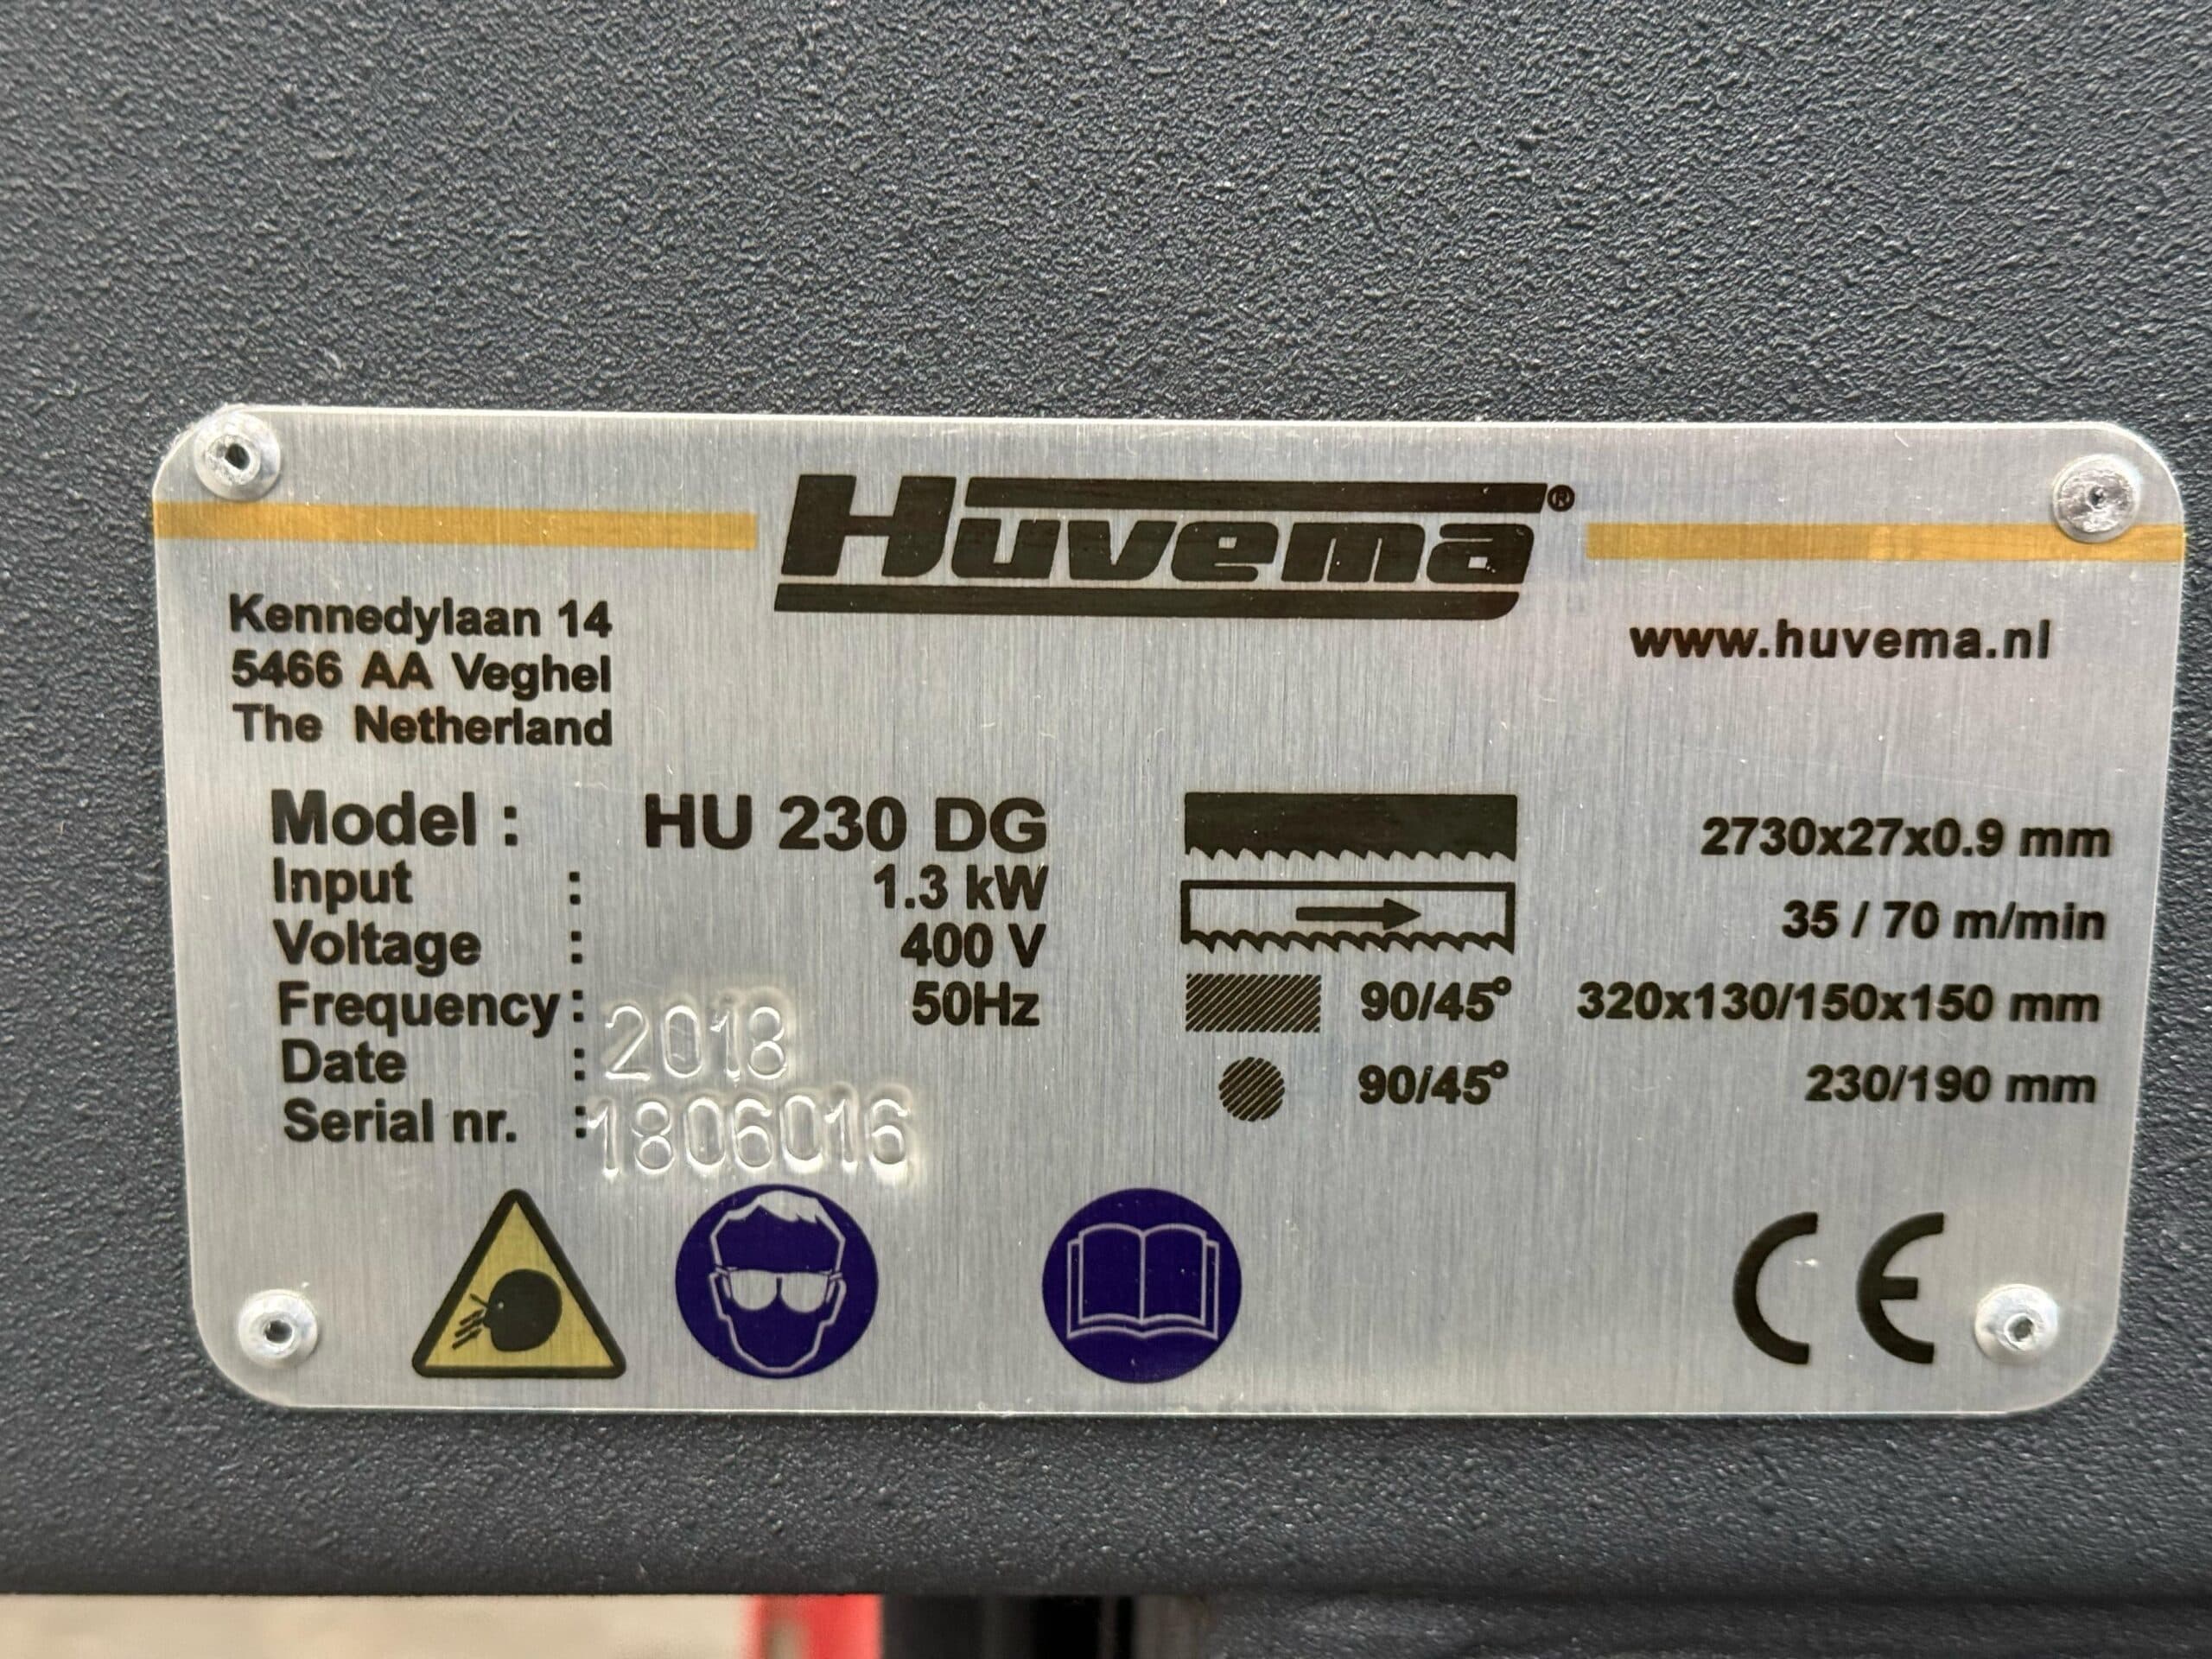 Huvema®
Kennedylaan 14
5466 AA Veghel
The Netherland
www.huvema.nl
Model : HU 230 DG
Input : 1.3 kW
Voltage : 400 V
Frequency : 50Hz
Date : 2018
Serial nr. : 1806016
2730x27x0.9 mm
35 / 70 m/min
90/45° 320x130/150x150 mm
90/45° 230/190 mm
CE